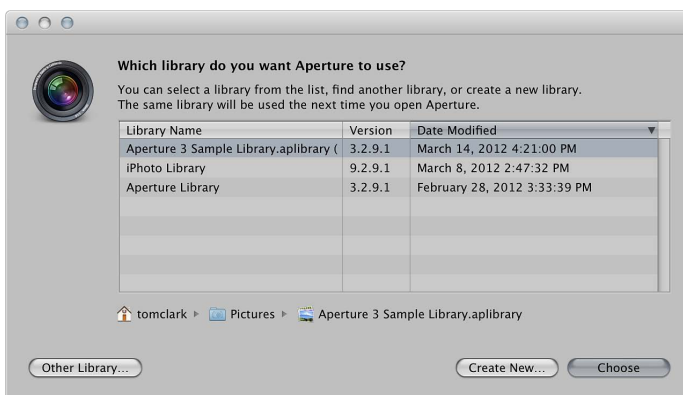 Which library do you want Aperture to use?
You can select a library from the list, find another library, or create a new library.
The same library will be used the next time you open Aperture.
Library Name Version Date Modified
Aperture 3 Sample Library.aplibrary ( 3.2.9.1 March 14, 2012 4:21:00 PM
iPhoto Library 9.2.9.1 March 8, 2012 2:47:32 PM
Aperture Library 3.2.9.1 February 28, 2012 3:33:39 PM
tomclark Pictures Aperture 3 Sample Library.aplibrary
Other Library... Create New... Choose